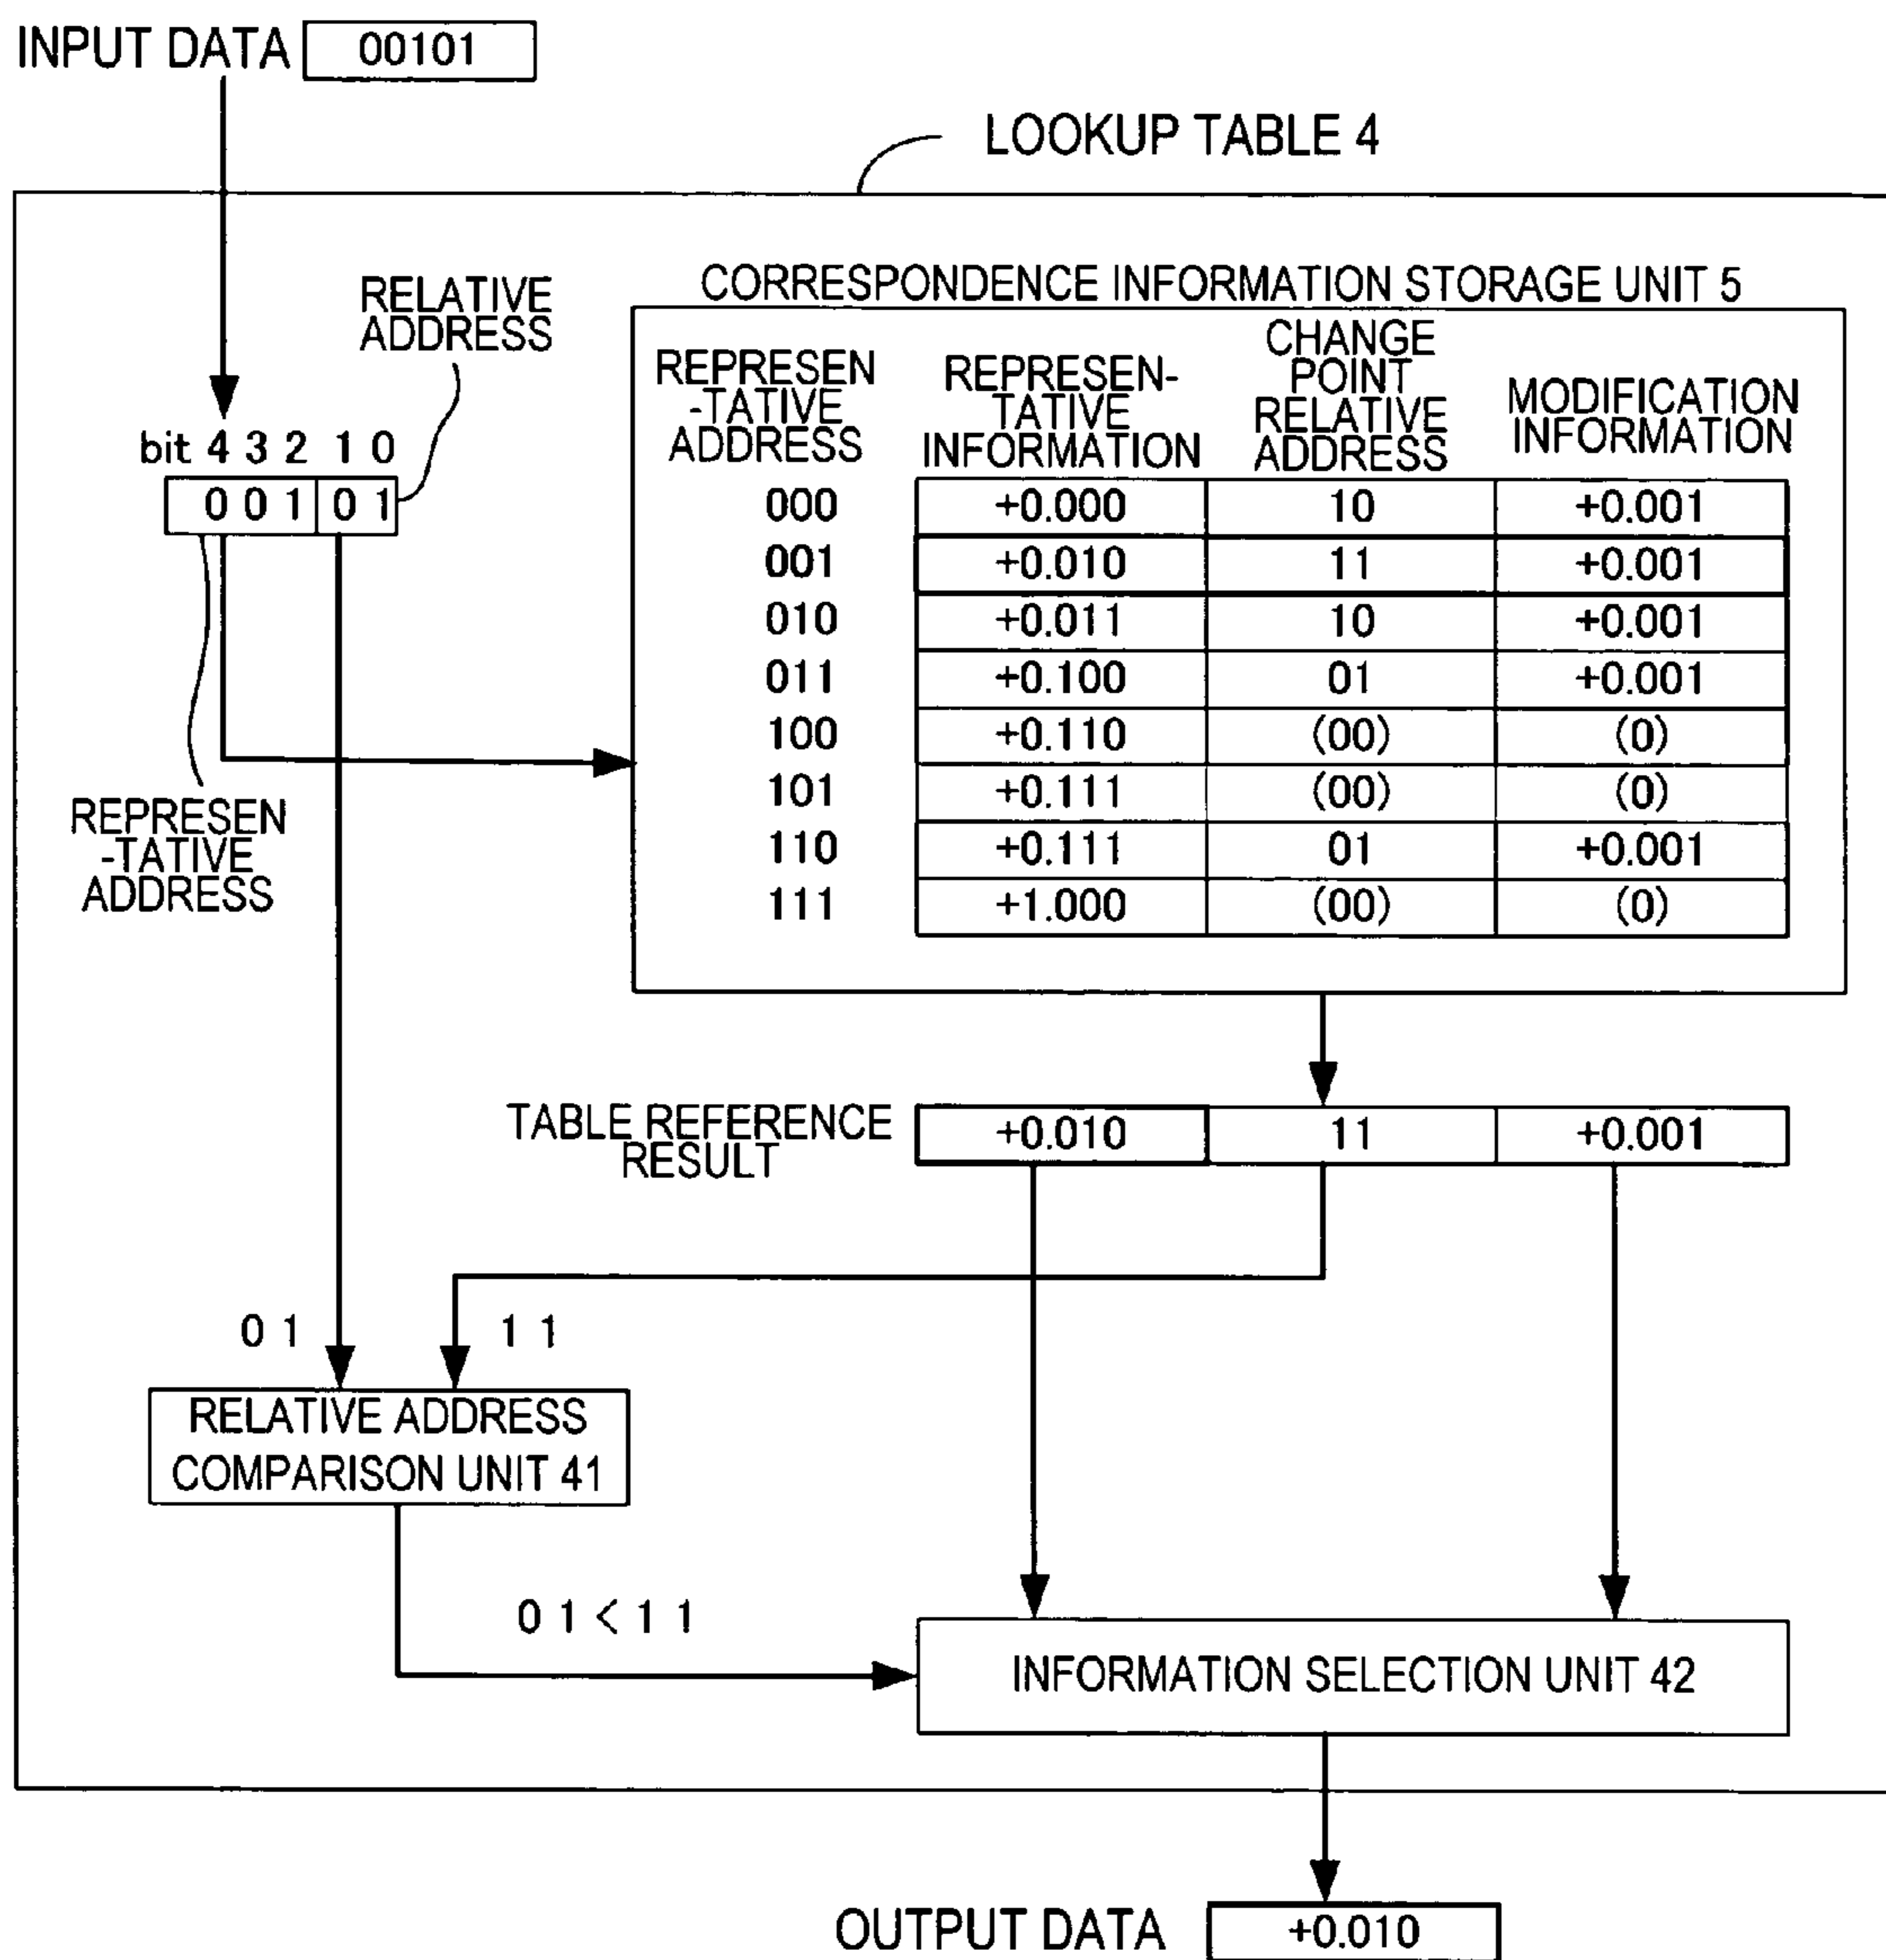 INPUT DATA 00101
LOOKUP TABLE 4
RELATIVE
ADDRESS
CORRESPONDENCE INFORMATION STORAGE UNIT 5
REPRESEN
-TATIVE
ADDRESS
REPRESEN-
TATIVE
INFORMATION
CHANGE
POINT
RELATIVE
ADDRESS
MODIFICATION
INFORMATION
bit 4 3 2 1 0
0 0 1 0 1
000 +0.000 10 +0.001
001 +0.010 11 +0.001
010 +0.011 10 +0.001
011 +0.100 01 +0.001
100 +0.110 (00) (0)
101 +0.111 (00) (0)
110 +0.111 01 +0.001
111 +1.000 (00) (0)
REPRESEN
-TATIVE
ADDRESS
TABLE REFERENCE
RESULT
+0.010 11 +0.001
0 1 1 1
RELATIVE ADDRESS
COMPARISON UNIT 41
0 1 < 1 1
INFORMATION SELECTION UNIT 42
OUTPUT DATA +0.010